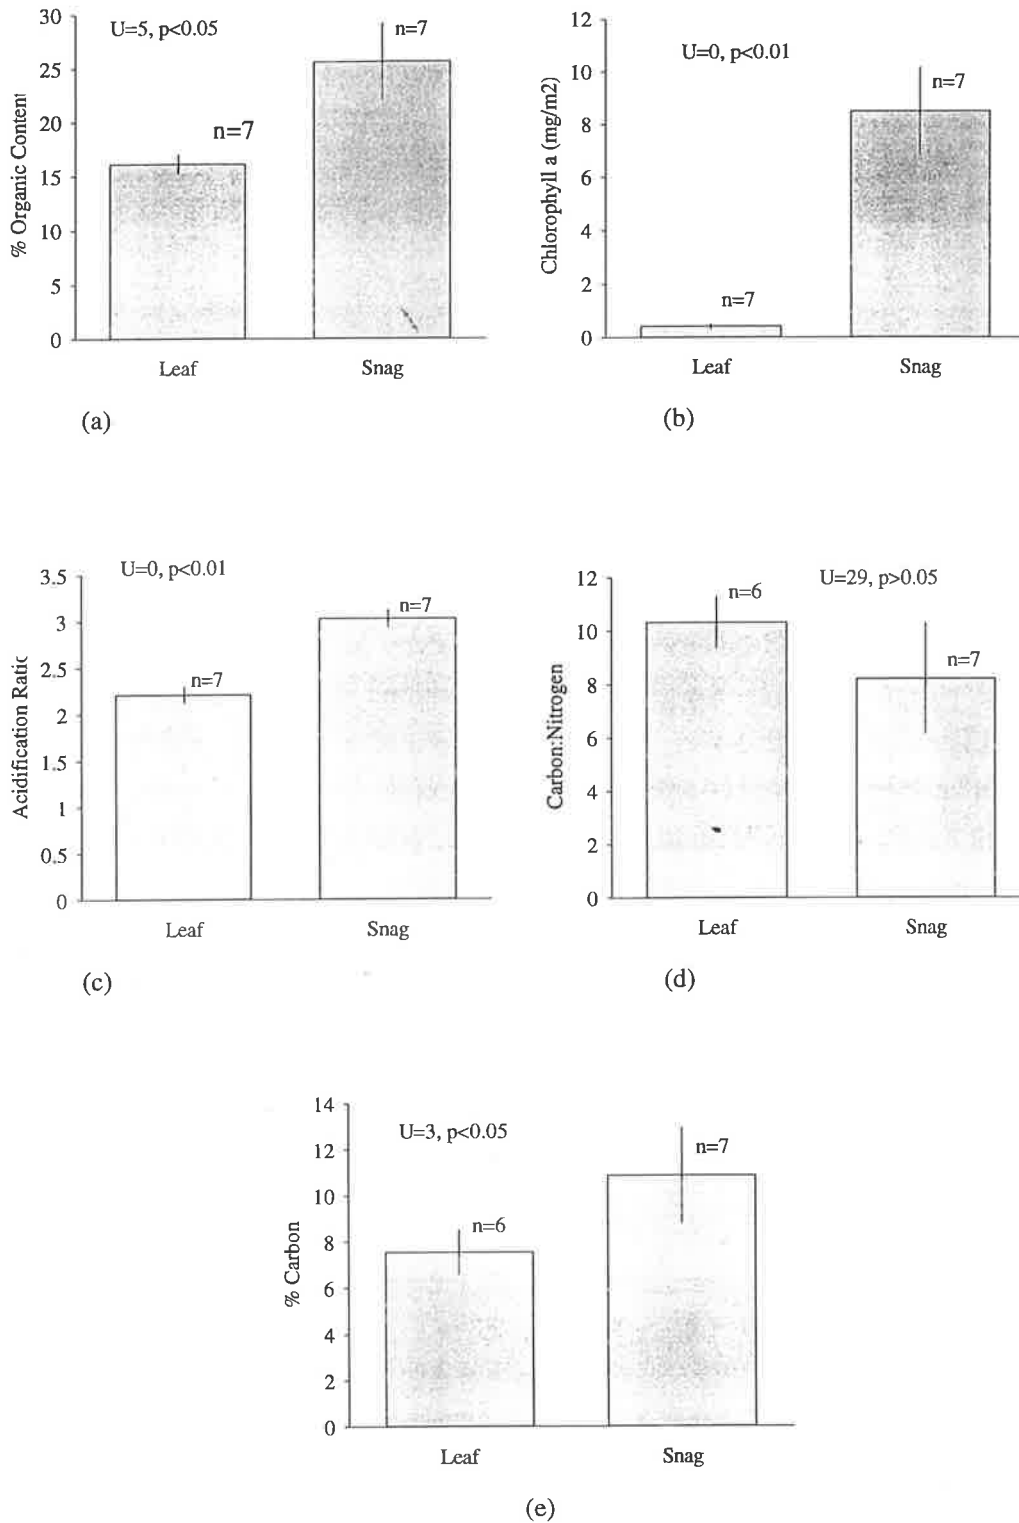 30
25
20
15
10
5
0
% Organic Content
U=5, p<0.05
n=7
n=7
Leaf
Snag
(a)
12
10
8
6
4
2
0
Chlorophyll a (mg/m2)
U=0, p<0.01
n=7
n=7
Leaf
Snag
(b)
3.5
3
2.5
2
1.5
1
0.5
0
Acidification Ratio
U=0, p<0.01
n=7
n=7
Leaf
Snag
(c)
12
10
8
6
4
2
0
Carbon:Nitrogen
U=29, p>0.05
n=6
n=7
Leaf
Snag
(d)
14
12
10
8
6
4
2
0
% Carbon
U=3, p<0.05
n=6
n=7
Leaf
Snag
(e)